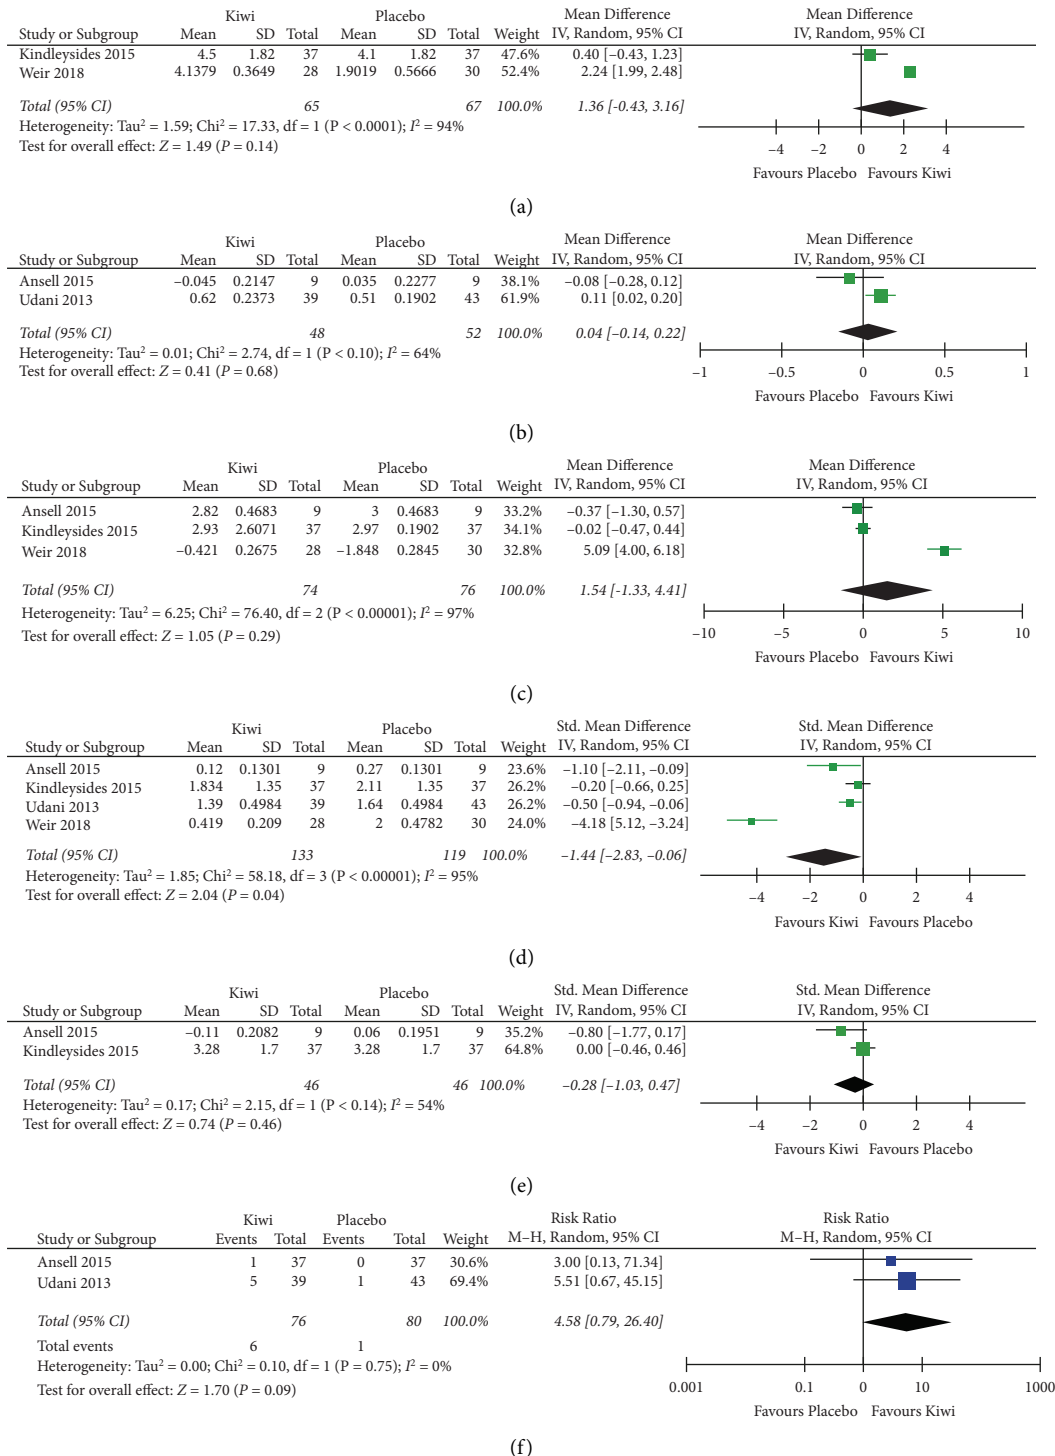 Kiwi Placebo Mean Difference Mean Difference
Study or Subgroup Mean SD Total Mean SD Total Weight IV, Random, 95% CI IV, Random, 95% CI
Kindleysides 2015 4.5 1.82 37 4.1 1.82 37 47.6% 0.40 [−0.43, 1.23]
Weir 2018 4.1379 0.3649 28 1.9019 0.5666 30 52.4% 2.24 [1.99, 2.48]
Total (95% CI) 65 67 100.0% 1.36 [-0.43, 3.16]
Heterogeneity: Tau² = 1.59; Chi² = 17.33, df = 1 (P < 0.0001); I² = 94%
Test for overall effect: Z = 1.49 (P = 0.14)
−4 −2 0 2 4
Favours Placebo Favours Kiwi
(a)
Kiwi Placebo Mean Difference Mean Difference
Study or Subgroup Mean SD Total Mean SD Total Weight IV, Random, 95% CI IV, Random, 95% CI
Ansell 2015 −0.045 0.2147 9 0.035 0.2277 9 38.1% −0.08 [−0.28, 0.12]
Udani 2013 0.62 0.2373 39 0.51 0.1902 43 61.9% 0.11 [0.02, 0.20]
Total (95% CI) 48 52 100.0% 0.04 [−0.14, 0.22]
Heterogeneity: Tau² = 0.01; Chi² = 2.74, df = 1 (P < 0.10); I² = 64%
Test for overall effect: Z = 0.41 (P = 0.68)
−1 −0.5 0 0.5 1
Favours Placebo Favours Kiwi
(b)
Kiwi Placebo Mean Difference Mean Difference
Study or Subgroup Mean SD Total Mean SD Total Weight IV, Random, 95% CI IV, Random, 95% CI
Ansell 2015 2.82 0.4683 9 3 0.4683 9 33.2% −0.37 [−1.30, 0.57]
Kindleysides 2015 2.93 2.6071 37 2.97 0.1902 37 34.1% −0.02 [−0.47, 0.44]
Weir 2018 −0.421 0.2675 28 −1.848 0.2845 30 32.8% 5.09 [4.00, 6.18]
Total (95% CI) 74 76 100.0% 1.54 [-1.33, 4.41]
Heterogeneity: Tau² = 6.25; Chi² = 76.40, df = 2 (P < 0.00001); I² = 97%
Test for overall effect: Z = 1.05 (P = 0.29)
−10 −5 0 5 10
Favours Placebo Favours Kiwi
(c)
Kiwi Placebo Std. Mean Difference Std. Mean Difference
Study or Subgroup Mean SD Total Mean SD Total Weight IV, Random, 95% CI IV, Random, 95% CI
Ansell 2015 0.12 0.1301 9 0.27 0.1301 9 23.6% −1.10 [−2.11, −0.09]
Kindleysides 2015 1.834 1.35 37 2.11 1.35 37 26.2% −0.20 [−0.66, 0.25]
Udani 2013 1.39 0.4984 39 1.64 0.4984 43 26.2% −0.50 [−0.94, −0.06]
Weir 2018 0.419 0.209 28 2 0.4782 30 24.0% −4.18 [5.12, −3.24]
Total (95% CI) 133 119 100.0% −1.44 [−2.83, −0.06]
Heterogeneity: Tau² = 1.85; Chi² = 58.18, df = 3 (P < 0.00001); I² = 95%
Test for overall effect: Z = 2.04 (P = 0.04)
−4 −2 0 2 4
Favours Kiwi Favours Placebo
(d)
Kiwi Placebo Std. Mean Difference Std. Mean Difference
Study or Subgroup Mean SD Total Mean SD Total Weight IV, Random, 95% CI IV, Random, 95% CI
Ansell 2015 −0.11 0.2082 9 0.06 0.1951 9 35.2% −0.80 [−1.77, 0.17]
Kindleysides 2015 3.28 1.7 37 3.28 1.7 37 64.8% 0.00 [−0.46, 0.46]
Total (95% CI) 46 46 100.0% −0.28 [−1.03, 0.47]
Heterogeneity: Tau² = 0.17; Chi² = 2.15, df = 1 (P < 0.14); I² = 54%
Test for overall effect: Z = 0.74 (P = 0.46)
−4 −2 0 2 4
Favours Kiwi Favours Placebo
(e)
Kiwi Placebo Risk Ratio Risk Ratio
Study or Subgroup Events Total Events Total Weight M–H, Random, 95% CI M–H, Random, 95% CI
Ansell 2015 1 37 0 37 30.6% 3.00 [0.13, 71.34]
Udani 2013 5 39 1 43 69.4% 5.51 [0.67, 45.15]
Total (95% CI) 76 80 100.0% 4.58 [0.79, 26.40]
Total events 6 1
Heterogeneity: Tau² = 0.00; Chi² = 0.10, df = 1 (P = 0.75); I² = 0%
Test for overall effect: Z = 1.70 (P = 0.09)
0.001 0.1 0 10 1000
Favours Placebo Favours Kiwi
(f)